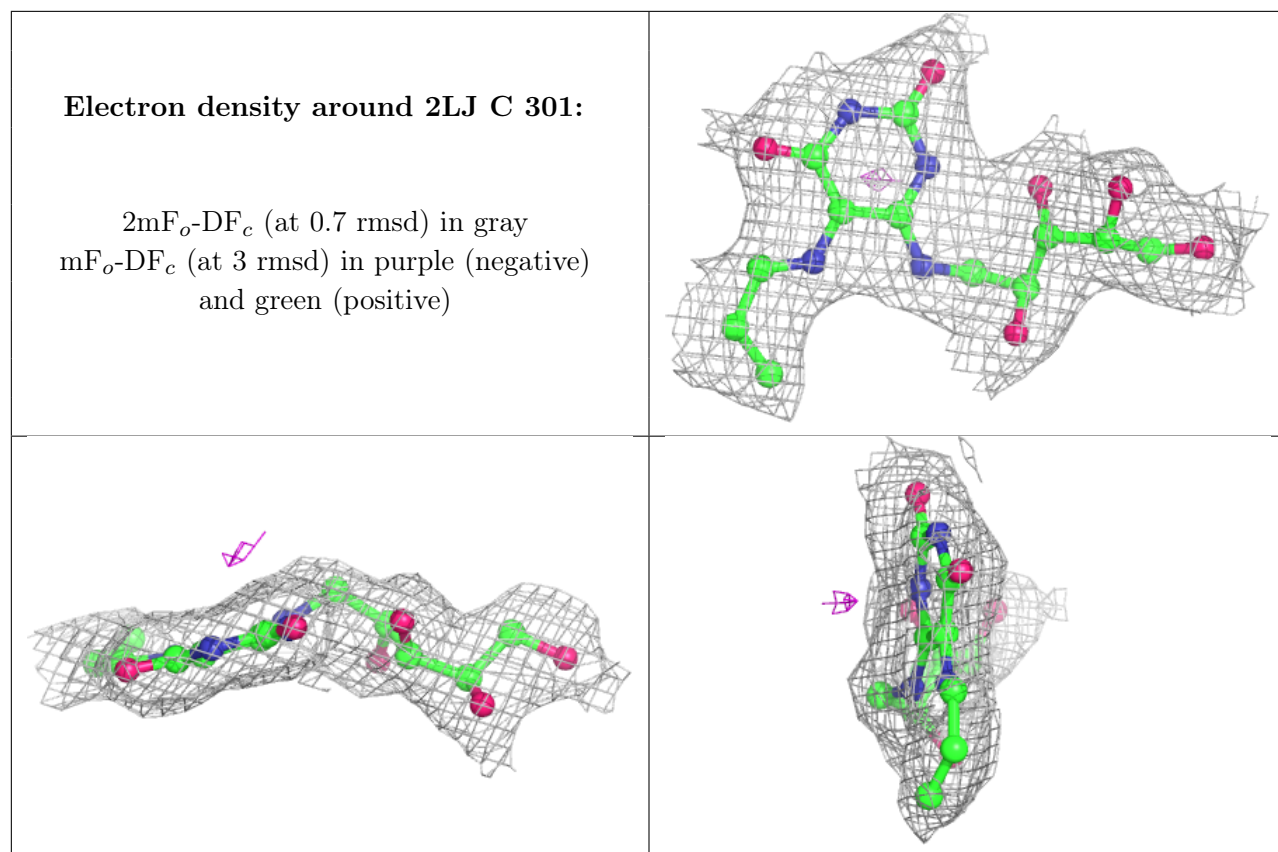 Electron density around 2LJ C 301:
2mFₒ-DF𝒸 (at 0.7 rmsd) in gray
mFₒ-DF𝒸 (at 3 rmsd) in purple (negative)
and green (positive)